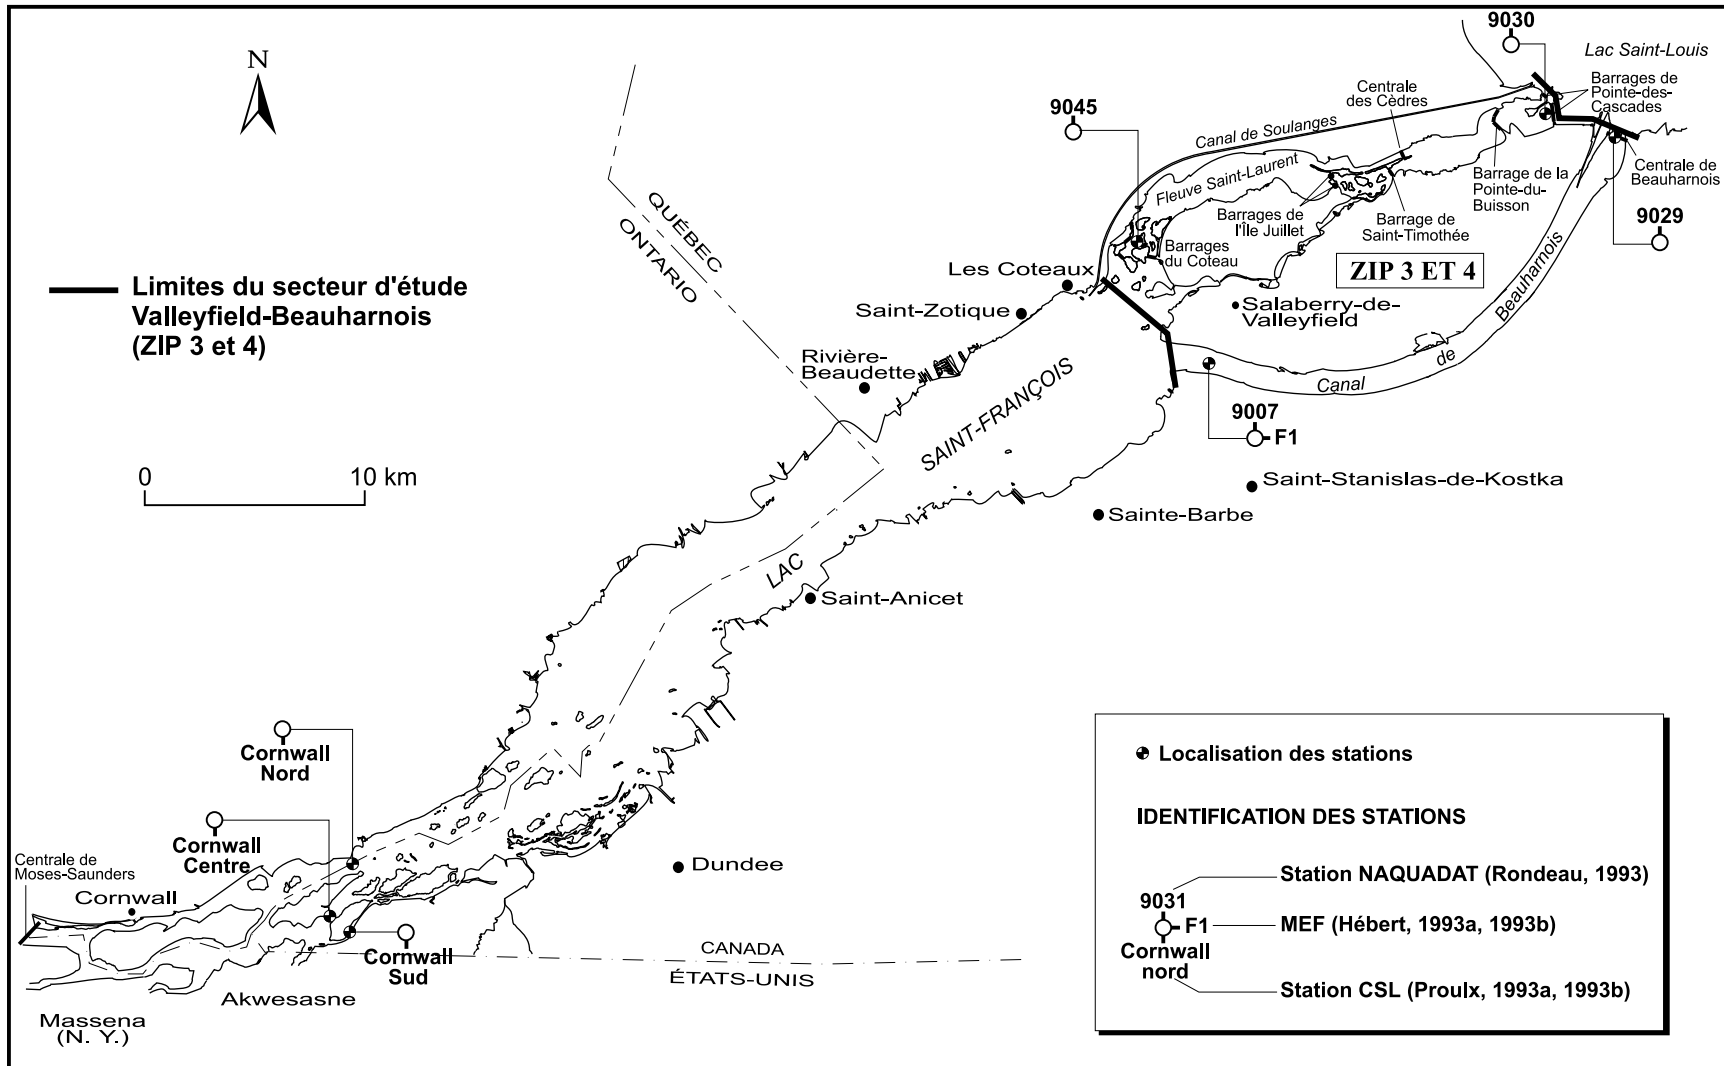 9030
Lac Saint-Louis
Barrages de
Pointe-des-
Cascades
N
Centrale
des Cèdres
9045
Canal de Soulanges
Fleuve Saint-Laurent
Centrale de
Beauharnois
Barrage de la
Pointe-du-
Buisson
9029
QUÉBEC
ONTARIO
Barrages de
l'Île Juillet
Barrage de
Saint-Timothée
Barrages
du Coteau
ZIP 3 ET 4
Les Coteaux
Limites du secteur d'étude
Valleyfield-Beauharnois
(ZIP 3 et 4)
Saint-Zotique
Salaberry-de-
Valleyfield
Canal
de
Beauharnois
Rivière-
Beaudette
9007
F1
LAC
SAINT-FRANÇOIS
0
10 km
Saint-Stanislas-de-Kostka
Sainte-Barbe
Saint-Anicet
Cornwall
Nord
Cornwall
Centre
Centrale de
Moses-Saunders
Cornwall
Dundee
Cornwall
Sud
CANADA
ÉTATS-UNIS
Akwesasne
Massena
(N. Y.)
Localisation des stations
IDENTIFICATION DES STATIONS
Station NAQUADAT (Rondeau, 1993)
9031
F1
MEF (Hébert, 1993a, 1993b)
Cornwall
nord
Station CSL (Proulx, 1993a, 1993b)